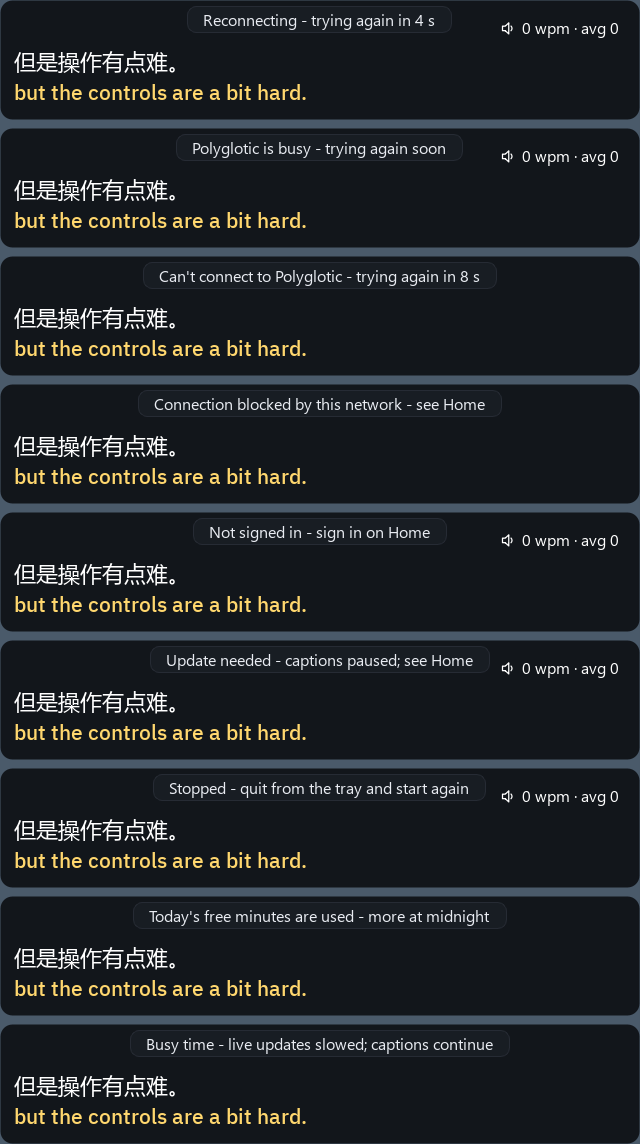 Reconnecting - trying again in 4 s
0 wpm · avg 0
但是操作有点难。
but the controls are a bit hard.
Polyglotic is busy - trying again soon
0 wpm · avg 0
但是操作有点难。
but the controls are a bit hard.
Can't connect to Polyglotic - trying again in 8 s
但是操作有点难。
but the controls are a bit hard.
Connection blocked by this network - see Home
但是操作有点难。
but the controls are a bit hard.
Not signed in - sign in on Home
0 wpm · avg 0
但是操作有点难。
but the controls are a bit hard.
Update needed - captions paused; see Home
0 wpm · avg 0
但是操作有点难。
but the controls are a bit hard.
Stopped - quit from the tray and start again
0 wpm · avg 0
但是操作有点难。
but the controls are a bit hard.
Today's free minutes are used - more at midnight
但是操作有点难。
but the controls are a bit hard.
Busy time - live updates slowed; captions continue
但是操作有点难。
but the controls are a bit hard.